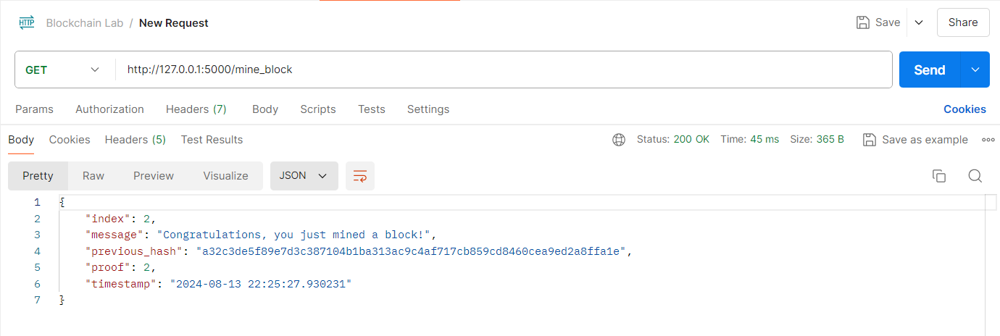 HTTP Blockchain Lab / New Request Save Share
GET http://127.0.0.1:5000/mine_block Send
Params Authorization Headers (7) Body Scripts Tests Settings Cookies
Body Cookies Headers (5) Test Results Status: 200 OK Time: 45 ms Size: 365 B Save as example
Pretty Raw Preview Visualize JSON
1 {
2 "index": 2,
3 "message": "Congratulations, you just mined a block!",
4 "previous_hash": "a32c3de5f89e7d3c387104b1ba313ac9c4af717cb859cd8460cea9ed2a8ffa1e",
5 "proof": 2,
6 "timestamp": "2024-08-13 22:25:27.930231"
7 }